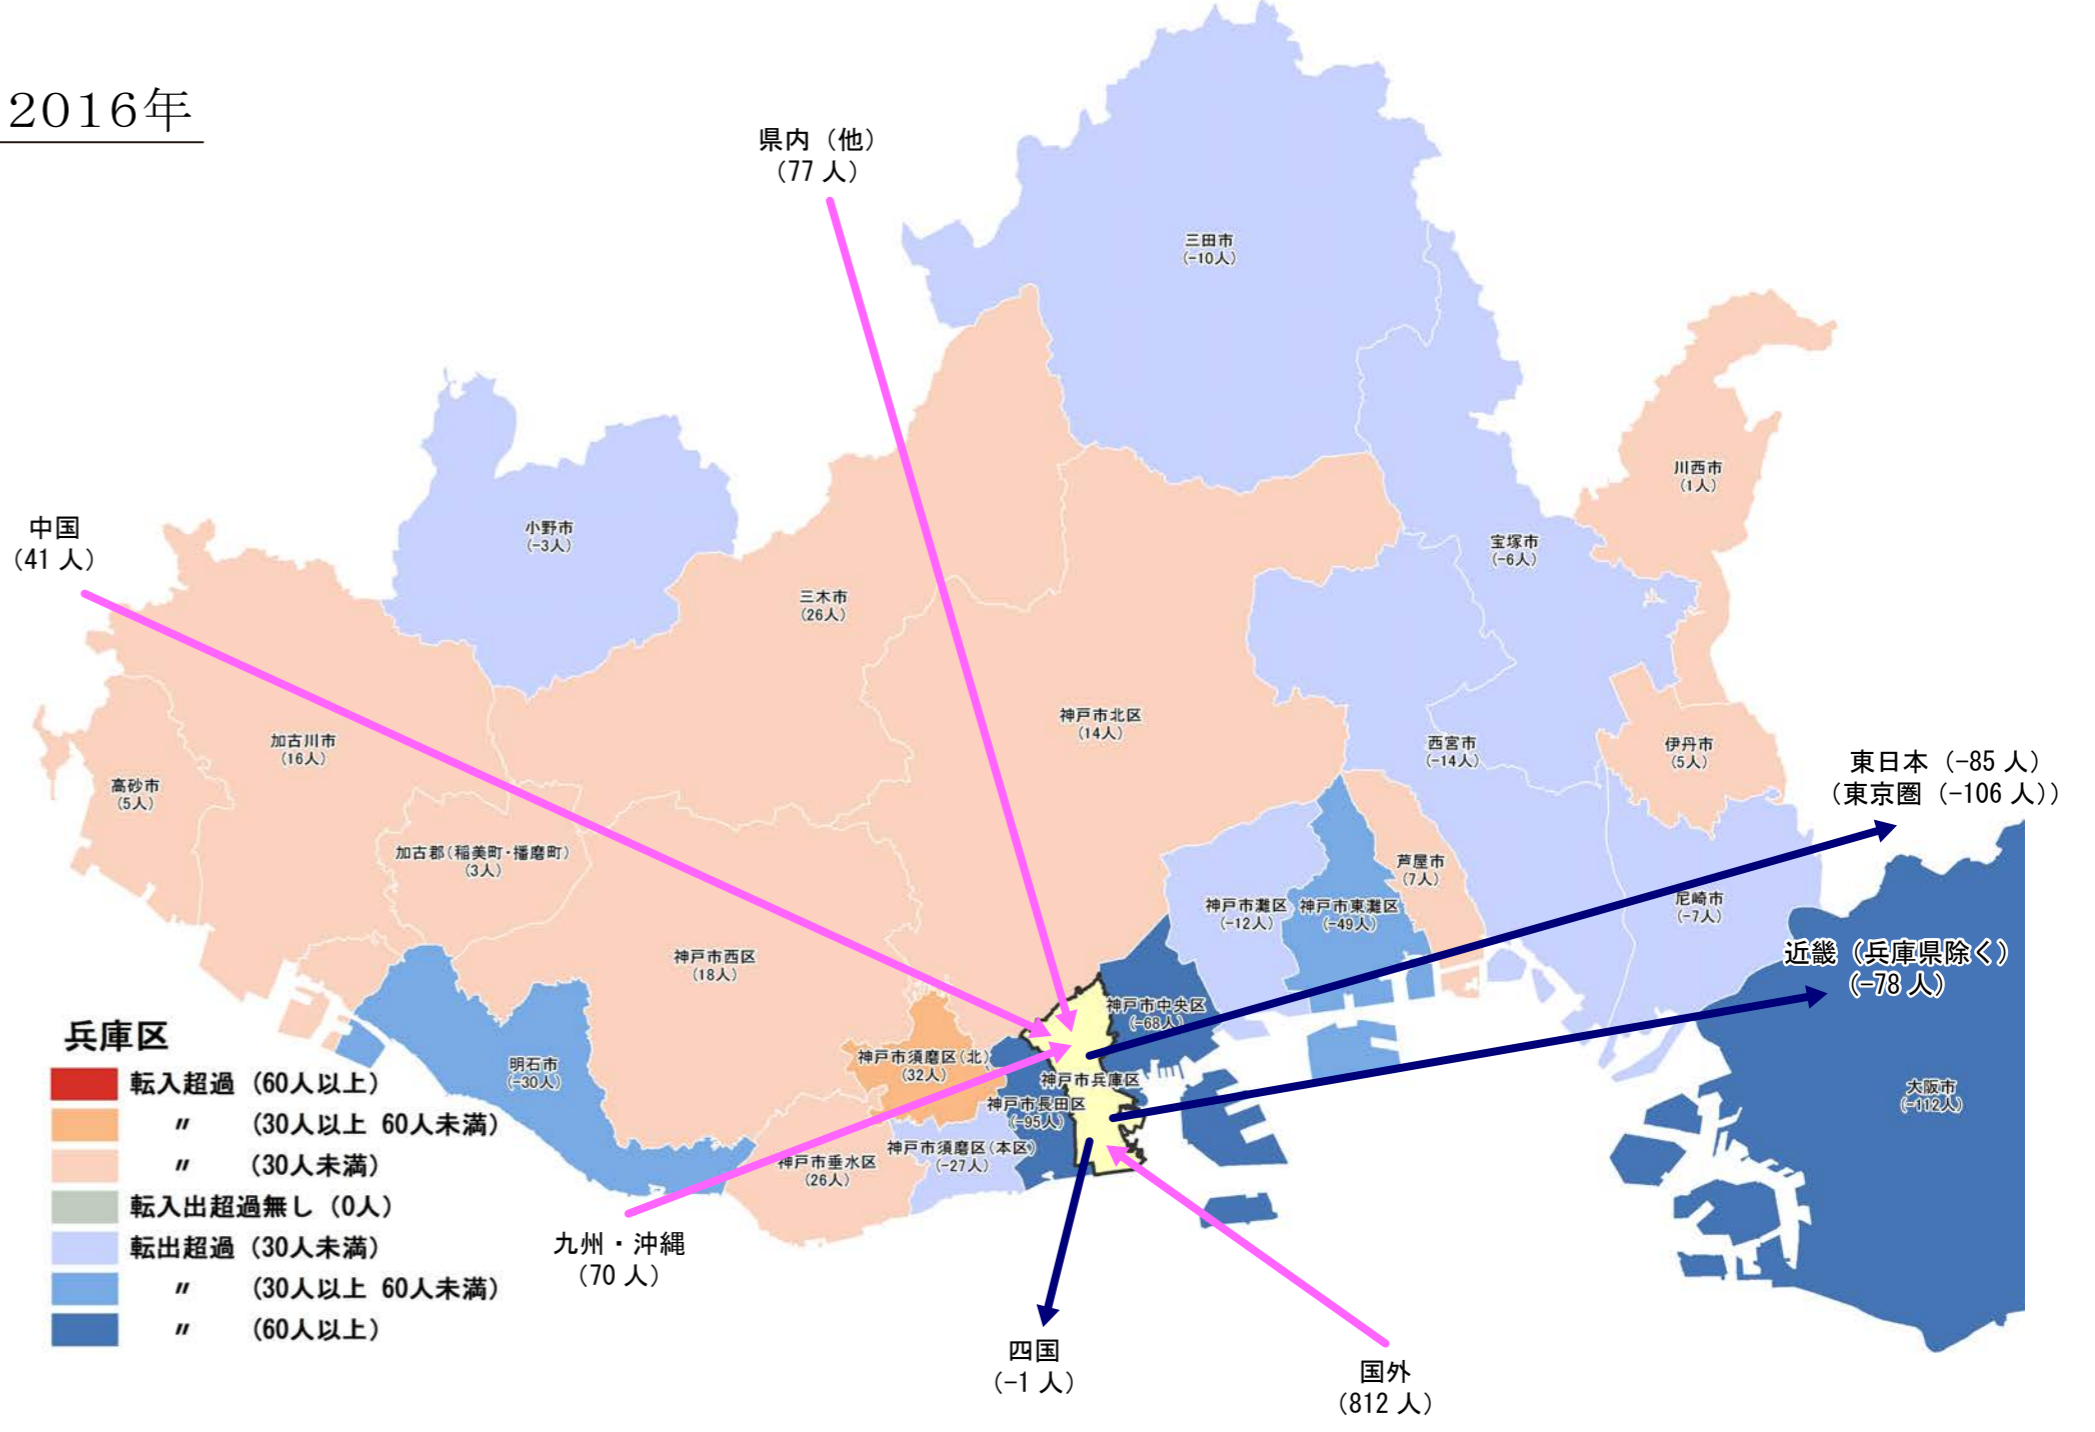 2016年
県内（他）
（77 人）
三田市
(-10人)
川西市
(1人)
中国
（41 人）
小野市
(-3人)
宝塚市
(-6人)
三木市
(26人)
神戸市北区
(14人)
加古川市
(16人)
西宮市
(-14人)
伊丹市
(5人)
高砂市
(5人)
東日本（-85 人）
（東京圏（-106 人））
加古郡(稲美町・播磨町)
(3人)
芦屋市
(7人)
神戸市灘区
(-12人)
神戸市東灘区
(-49人)
尼崎市
(-7人)
近畿（兵庫県除く）
（-78 人）
神戸市西区
(18人)
神戸市中央区
(-68人)
明石市
(-30人)
神戸市須磨区(北)
(32人)
神戸市兵庫区
大阪市
(-112人)
神戸市長田区
(-95人)
神戸市須磨区(本区)
(-27人)
神戸市垂水区
(26人)
兵庫区
転入超過（60人以上）
〃 （30人以上 60人未満）
〃 （30人未満）
転入出超過無し（0人）
転出超過（30人未満）
〃 （30人以上 60人未満）
〃 （60人以上）
九州・沖縄
（70 人）
四国
（-1 人）
国外
（812 人）